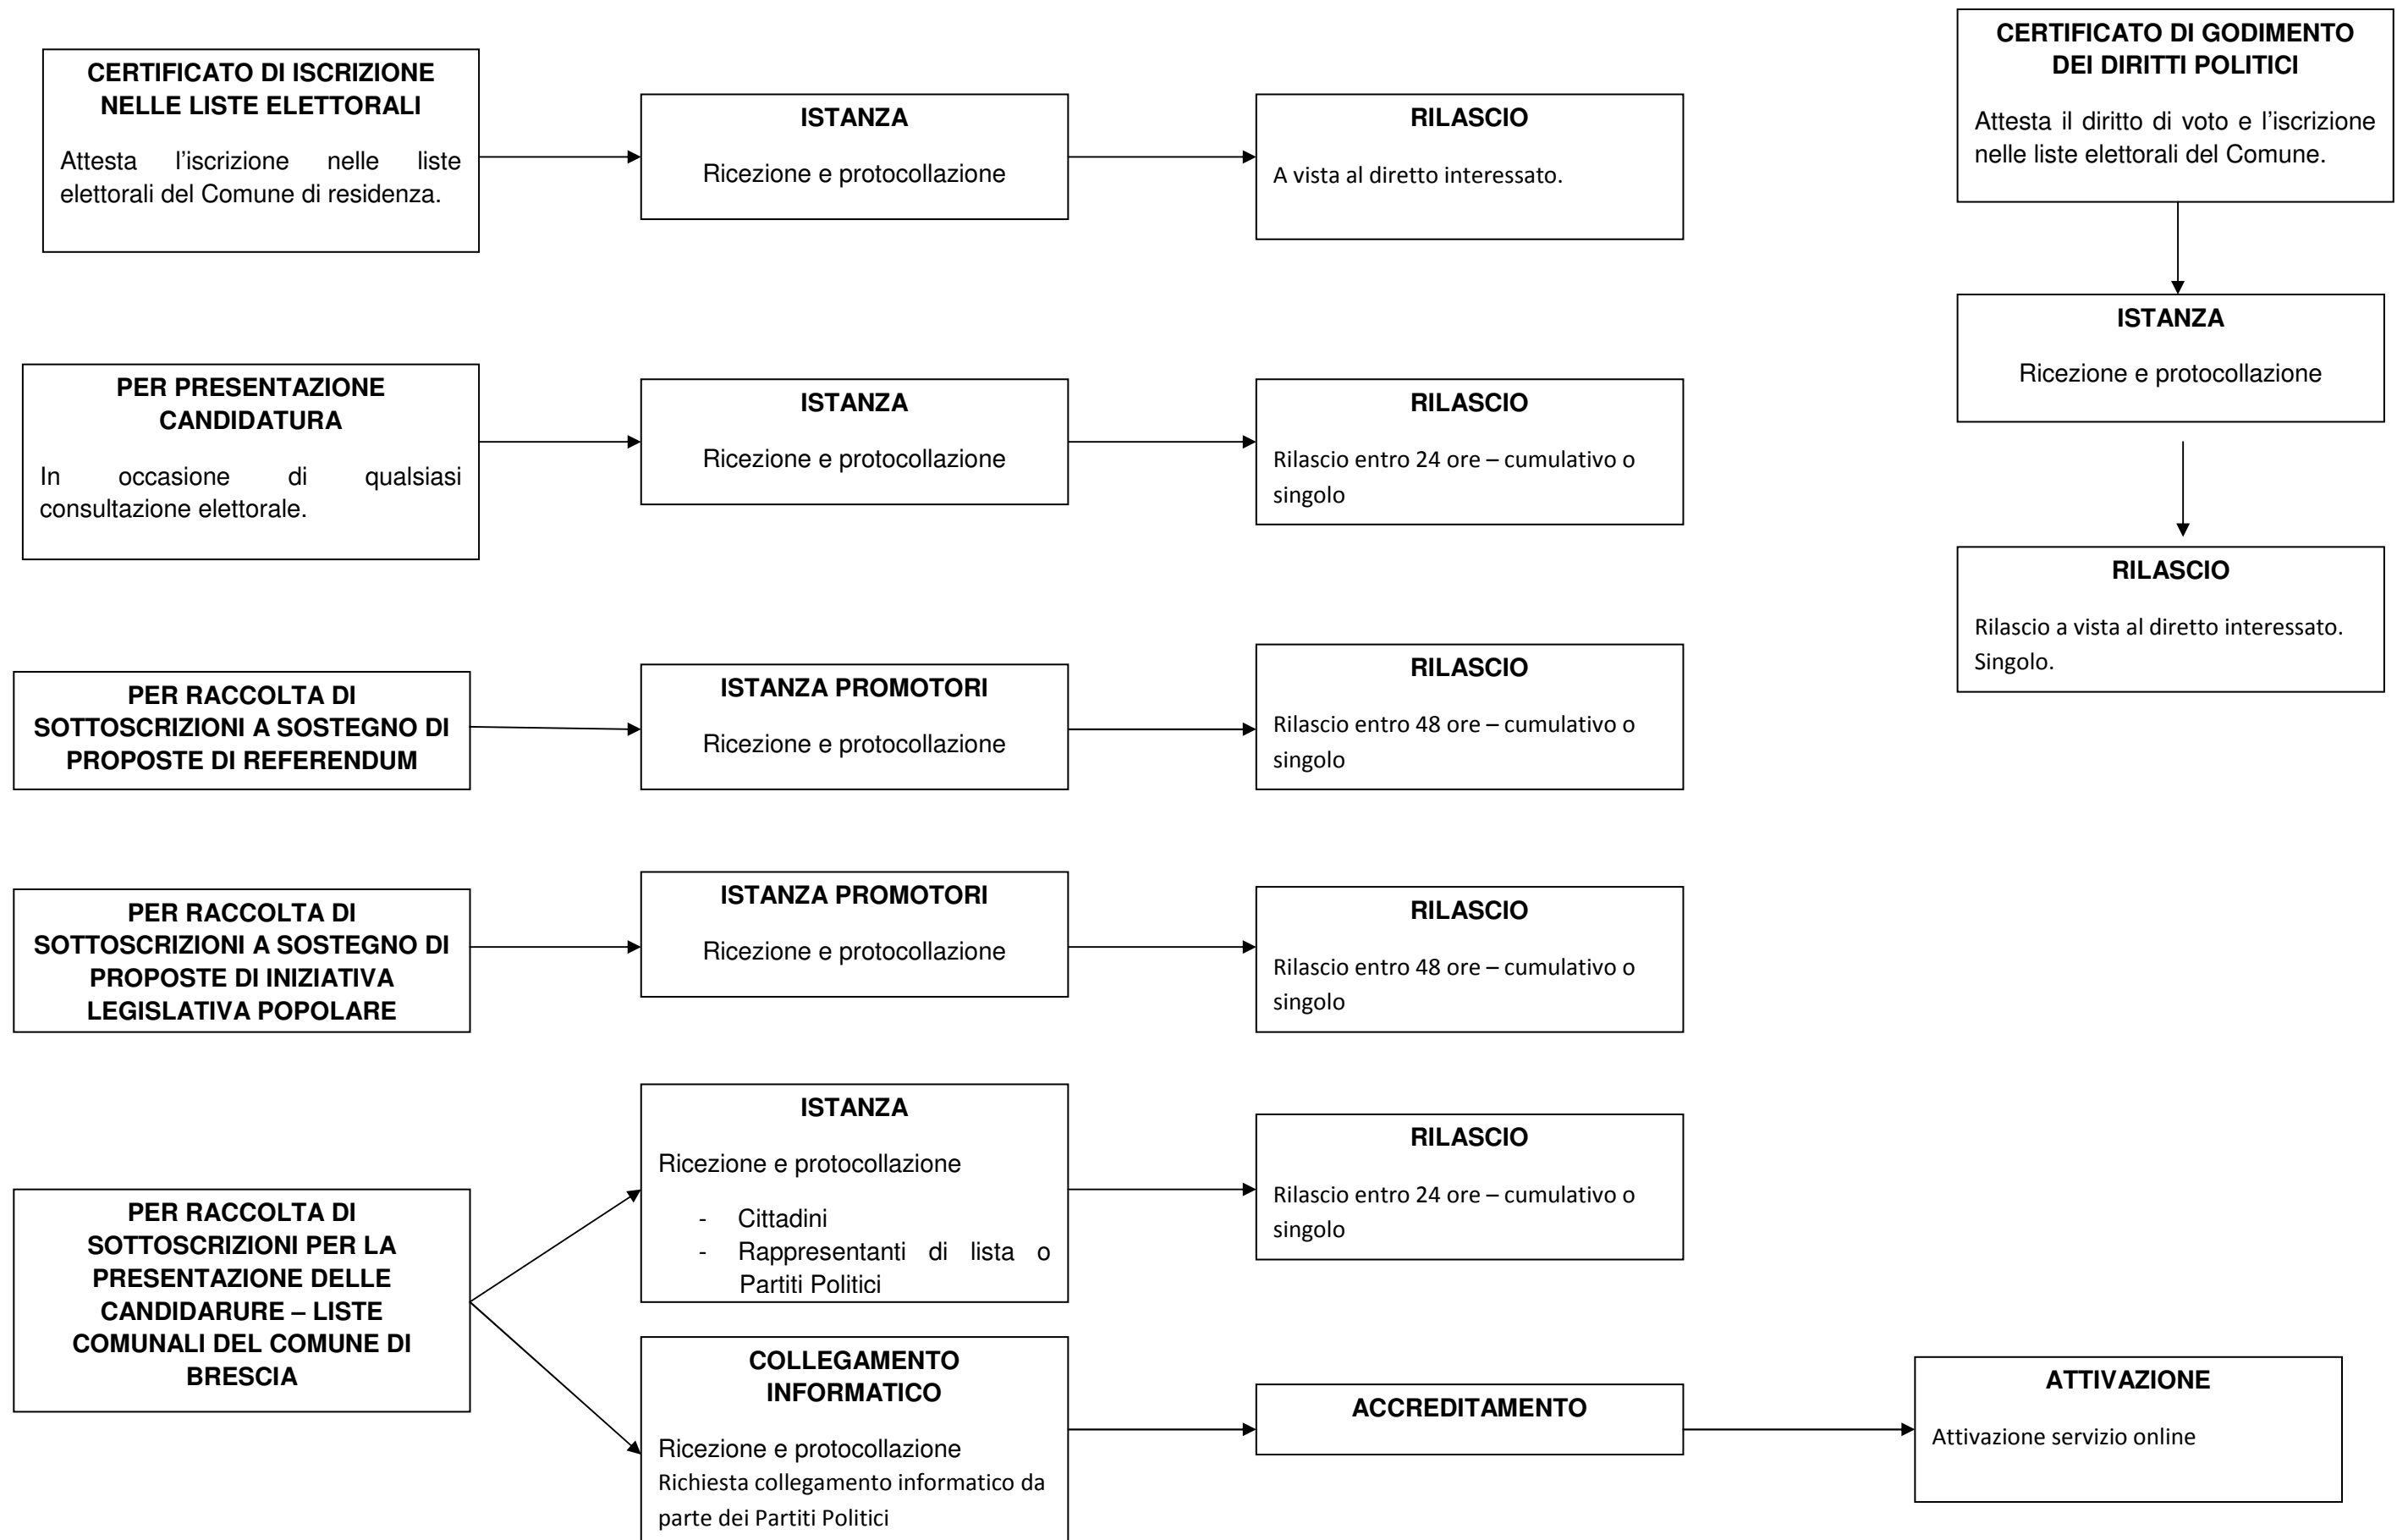 CERTIFICATO DI ISCRIZIONE
NELLE LISTE ELETTORALI
Attesta l'iscrizione nelle liste
elettorali del Comune di residenza.
ISTANZA
Ricezione e protocollazione
RILASCIO
A vista al diretto interessato.
CERTIFICATO DI GODIMENTO
DEI DIRITTI POLITICI
Attesta il diritto di voto e l'iscrizione
nelle liste elettorali del Comune.
ISTANZA
Ricezione e protocollazione
RILASCIO
Rilascio a vista al diretto interessato.
Singolo.
PER PRESENTAZIONE
CANDIDATURA
In occasione di qualsiasi
consultazione elettorale.
ISTANZA
Ricezione e protocollazione
RILASCIO
Rilascio entro 24 ore – cumulativo o
singolo
PER RACCOLTA DI
SOTTOSCRIZIONI A SOSTEGNO DI
PROPOSTE DI REFERENDUM
ISTANZA PROMOTORI
Ricezione e protocollazione
RILASCIO
Rilascio entro 48 ore – cumulativo o
singolo
PER RACCOLTA DI
SOTTOSCRIZIONI A SOSTEGNO DI
PROPOSTE DI INIZIATIVA
LEGISLATIVA POPOLARE
ISTANZA PROMOTORI
Ricezione e protocollazione
RILASCIO
Rilascio entro 48 ore – cumulativo o
singolo
PER RACCOLTA DI
SOTTOSCRIZIONI PER LA
PRESENTAZIONE DELLE
CANDIDARURE – LISTE
COMUNALI DEL COMUNE DI
BRESCIA
ISTANZA
Ricezione e protocollazione
- Cittadini
- Rappresentanti di lista o
Partiti Politici
RILASCIO
Rilascio entro 24 ore – cumulativo o
singolo
COLLEGAMENTO
INFORMATICO
Ricezione e protocollazione
Richiesta collegamento informatico da
parte dei Partiti Politici
ACCREDITAMENTO
ATTIVAZIONE
Attivazione servizio online